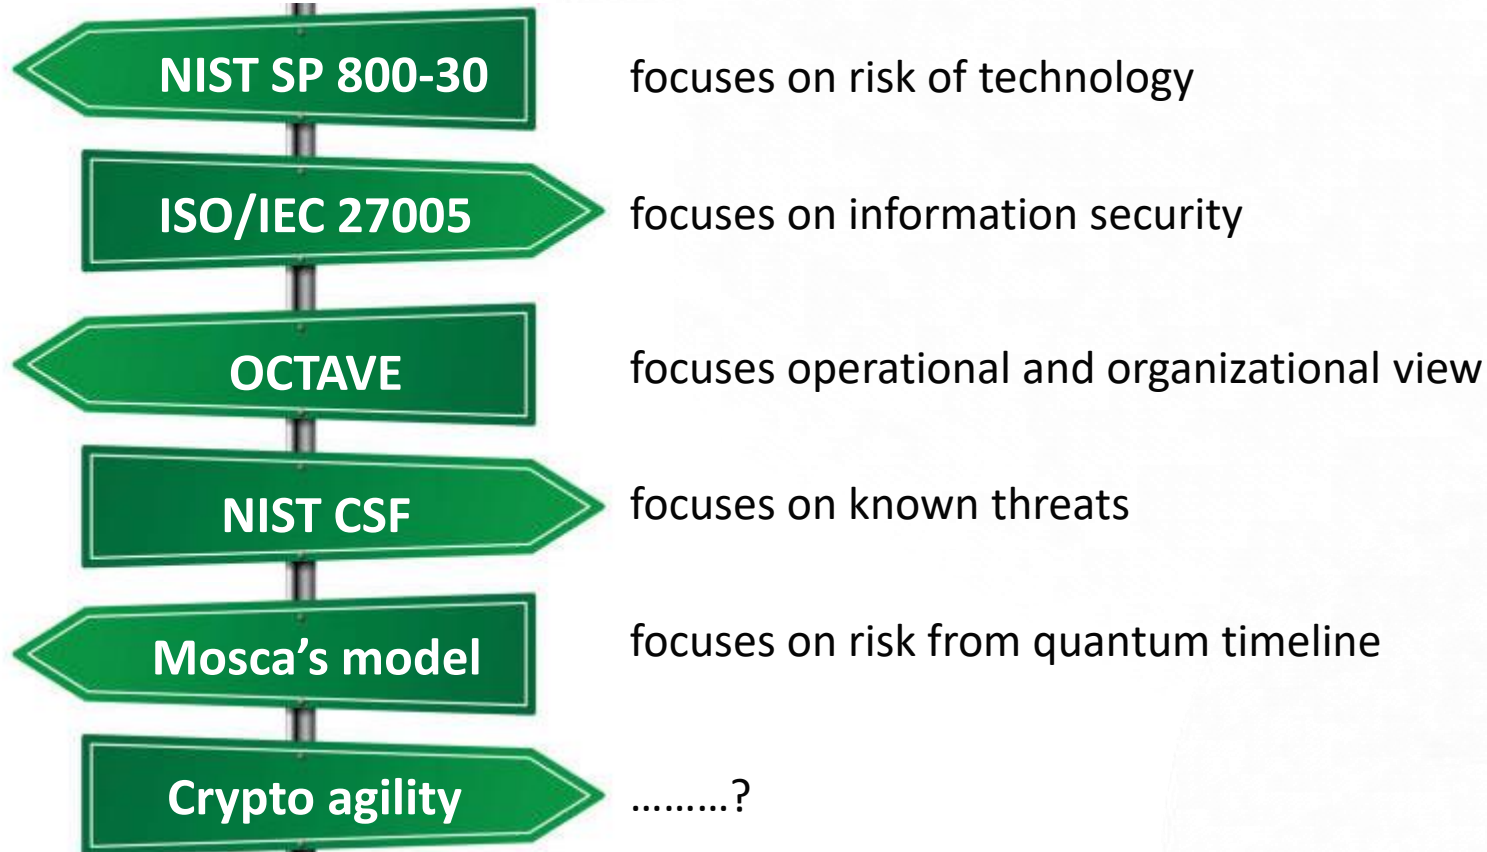 NIST SP 800-30
focuses on risk of technology
ISO/IEC 27005
focuses on information security
OCTAVE
focuses operational and organizational view
NIST CSF
focuses on known threats
Mosca’s model
focuses on risk from quantum timeline
Crypto agility
………?